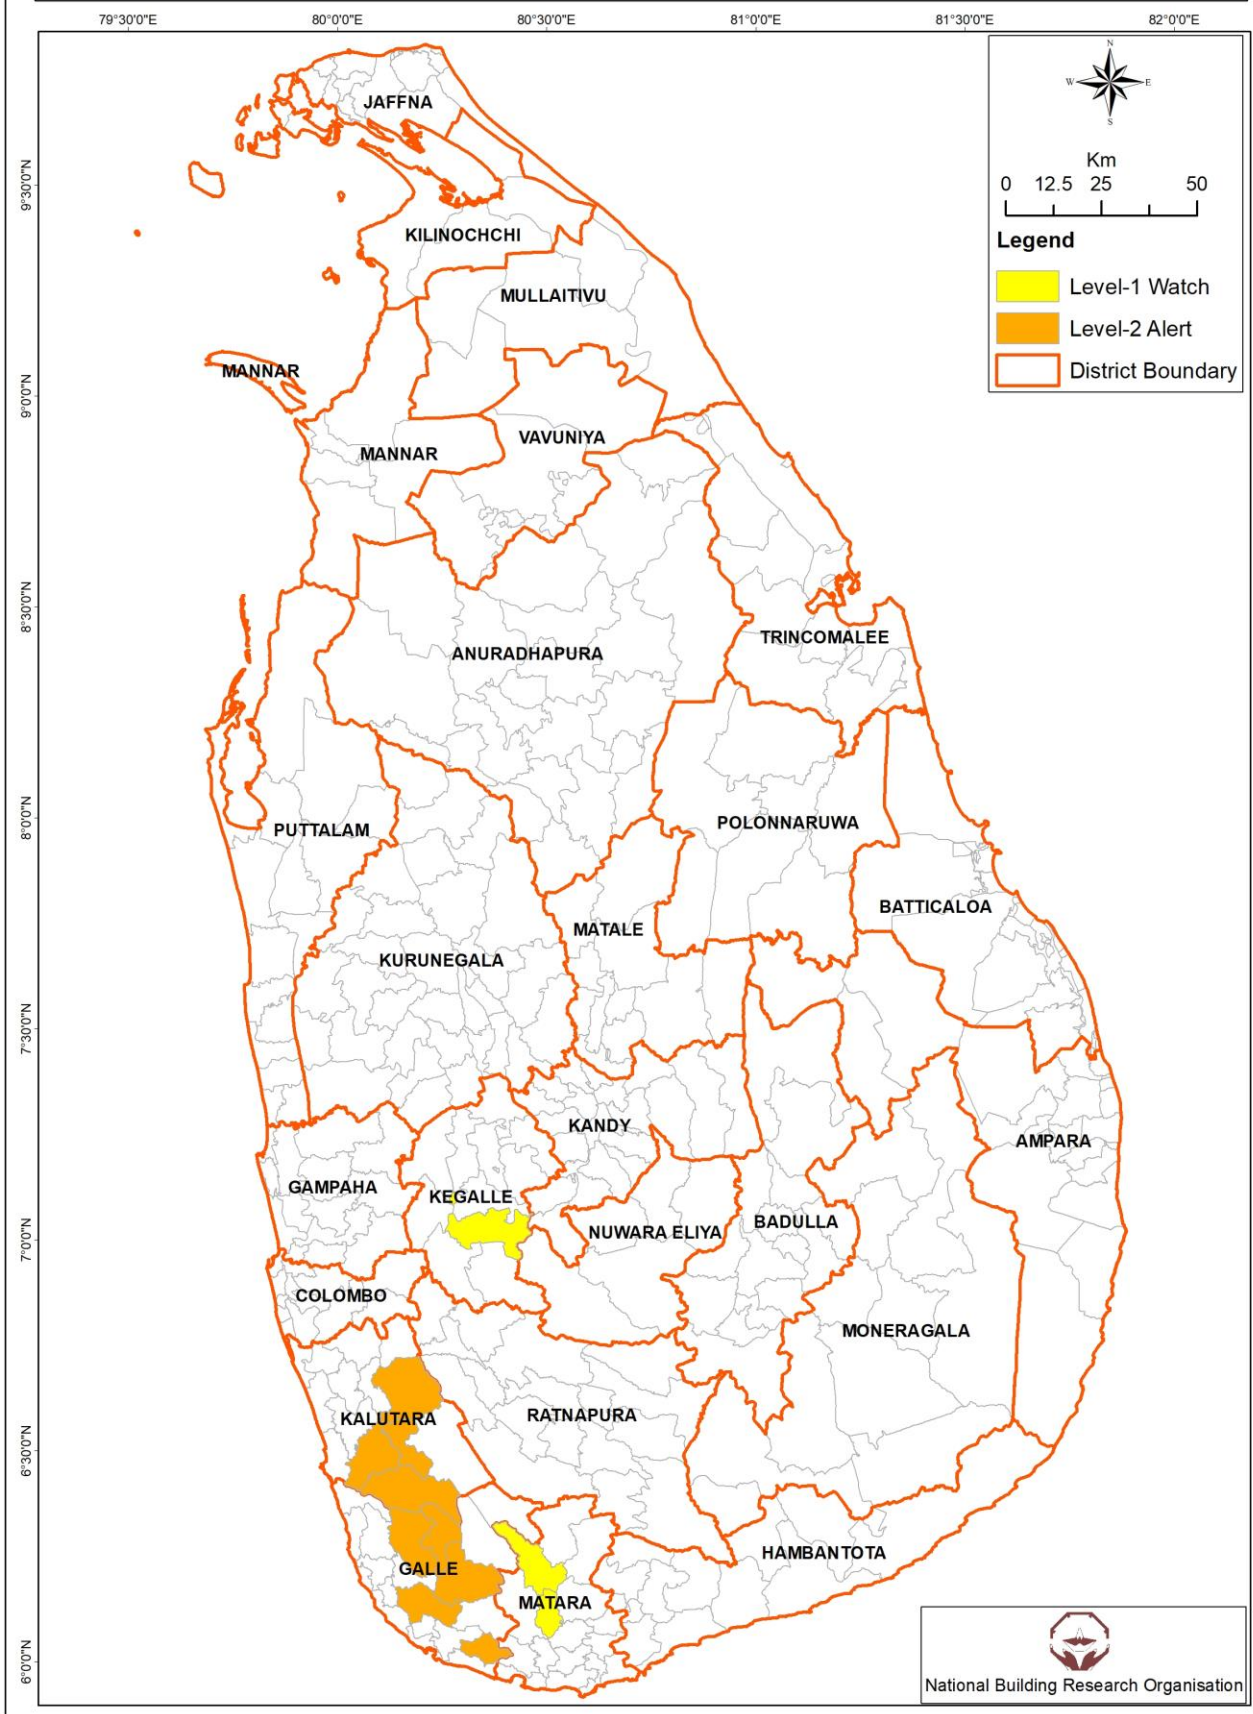 79°30'0"E 80°0'0"E 80°30'0"E 81°0'0"E 81°30'0"E 82°0'0"E
N
W E
S
Km
0 12.5 25 50
Legend
Level-1 Watch
Level-2 Alert
District Boundary
JAFFNA
9°30'0"N
KILINOCHCHI
MULLAITIVU
MANNAR
9°0'0"N
VAVUNIYA
MANNAR
8°30'0"N
TRINCOMALEE
ANURADHAPURA
8°0'0"N
POLONNARUWA
PUTTALAM
BATTICALOA
MATALE
KURUNEGALA
7°30'0"N
KANDY
AMPARA
GAMPAHA
KEGALLE
BADULLA
NUWARA ELIYA
7°0'0"N
COLOMBO
MONERAGALA
RATNAPURA
KALUTARA
6°30'0"N
HAMBANTOTA
GALLE
MATARA
6°0'0"N
National Building Research Organisation